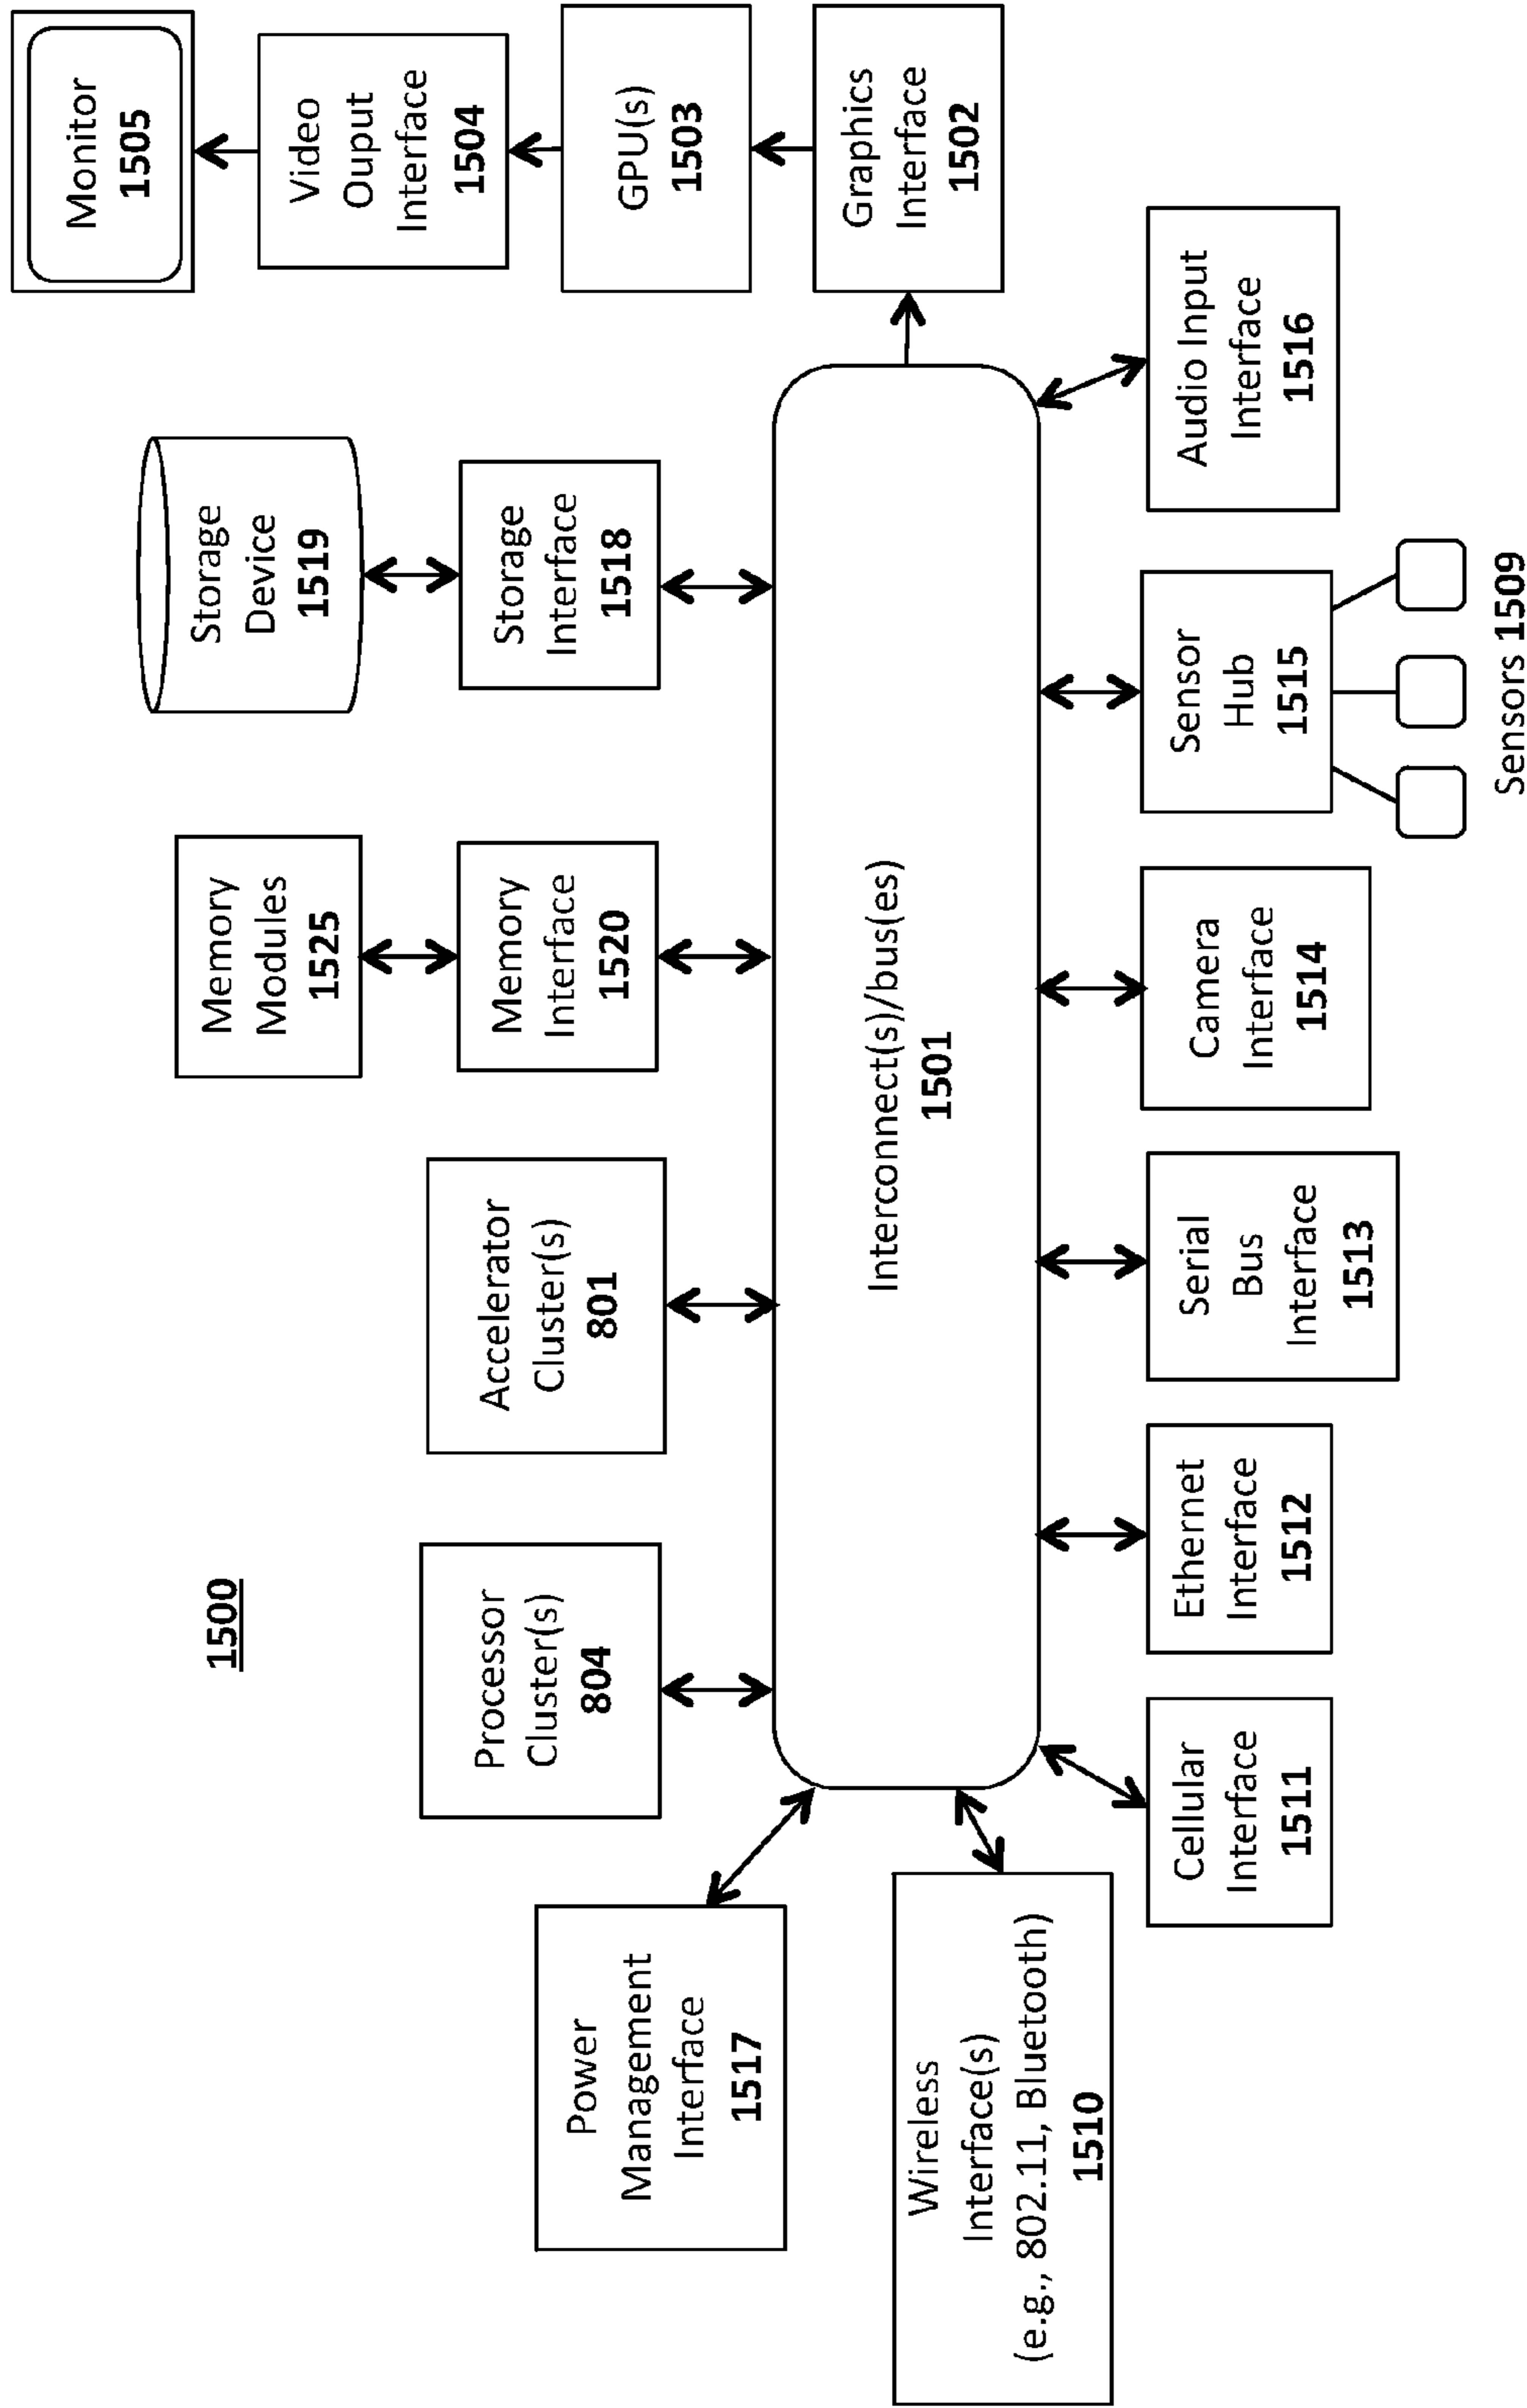 1500
Monitor
1505
Video
Ouput
Interface
1504
GPU(s)
1503
Graphics
Interface
1502
Storage
Device
1519
Storage
Interface
1518
Memory
Modules
1525
Memory
Interface
1520
Accelerator
Cluster(s)
801
Processor
Cluster(s)
804
Power
Management
Interface
1517
Interconnect(s)/bus(es)
1501
Wireless
Interface(s)
(e.g., 802.11, Bluetooth)
1510
Cellular
Interface
1511
Ethernet
Interface
1512
Serial
Bus
Interface
1513
Camera
Interface
1514
Sensor
Hub
1515
Sensors 1509
Audio Input
Interface
1516